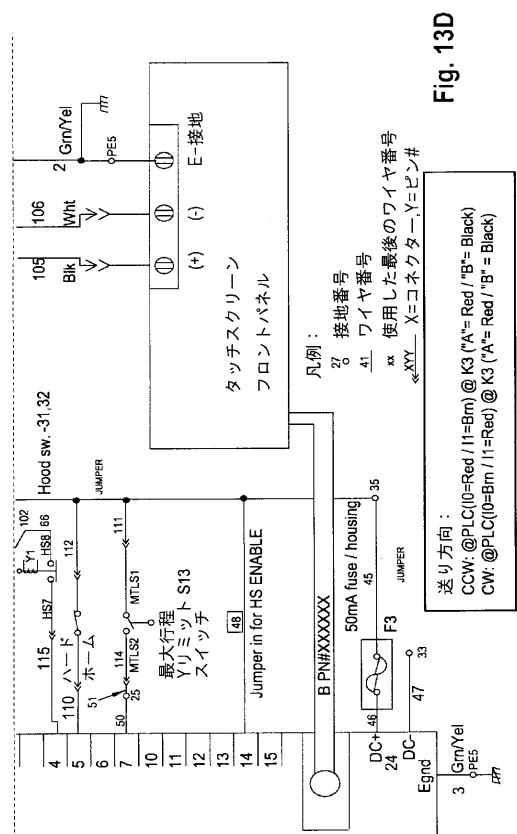 Hood sw. -31,32
102
Y1
HS8 66
HS7
115
112
JUMPER
110
ハード
ホーム
111
MTLS1
114
MTLS2
51
25
50
最大行程
Yリミット S13
スイッチ
48
Jumper in for HS ENABLE
4
5
6
7
10
11
12
13
14
15
B PN#XXXXXX
50mA fuse / housing
35
45
JUMPER
F3
46
DC+
24
DC-
33
47
Egnd
3
Grn/Yel
PE5
105
Blk
106
Wht
2
Grn/Yel
PE5
(+)
(-)
E-接地
タッチスクリーン
フロントパネル
凡例：
27 接地番号
41 ワイヤ番号
xx 使用した最後のワイヤ番号
XYY X=コネクター,Y=ピン#
送り方向：
CCW: @PLC(I0=Red / I1=Brn) @ K3 ("A"= Red / "B"= Black)
CW: @PLC(I0=Brn / I1=Red) @ K3 ("A"= Red / "B" = Black)
Fig. 13D